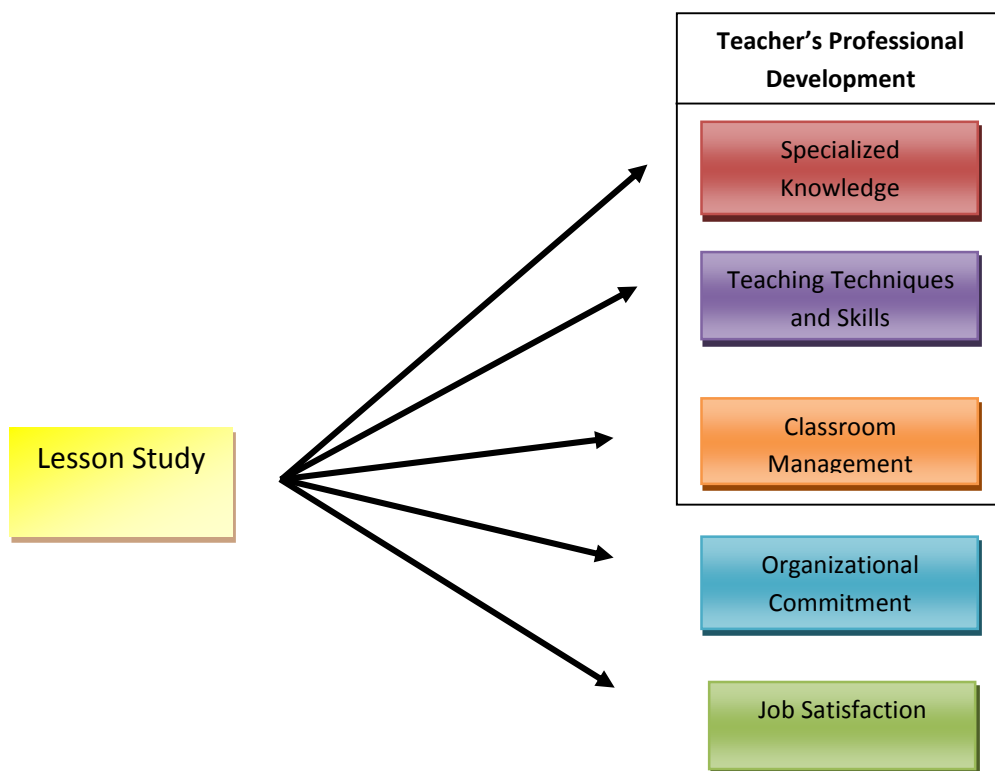 Teacher’s Professional
Development
Specialized
Knowledge
Teaching Techniques
and Skills
Lesson Study
Classroom
Management
Organizational
Commitment
Job Satisfaction